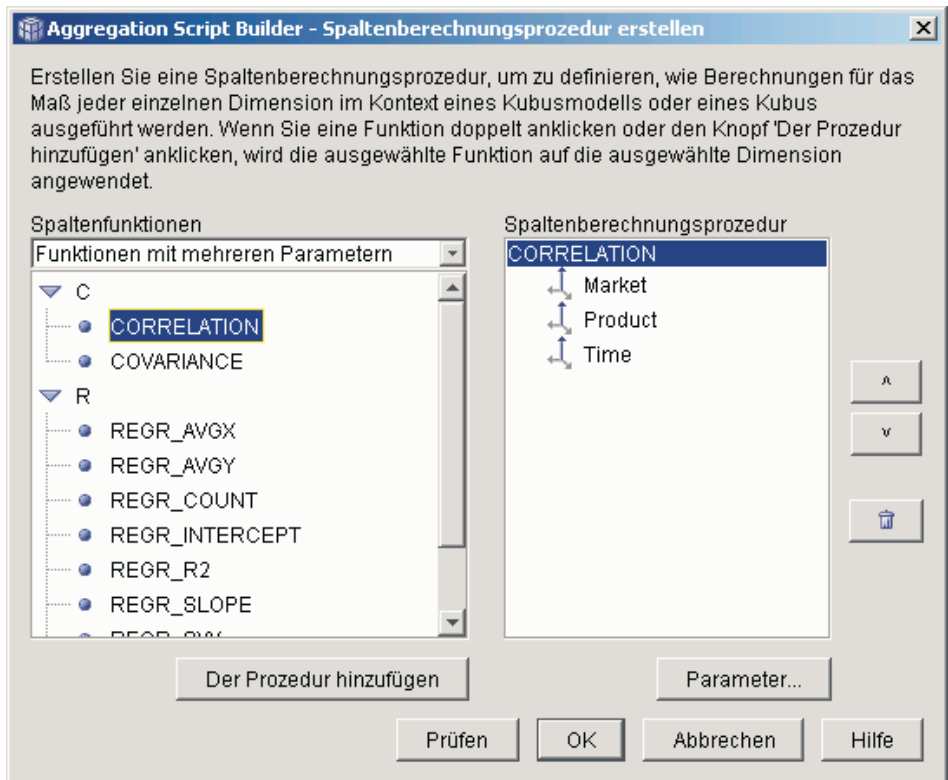 Aggregation Script Builder - Spaltenberechnungsprozedur erstellen
Erstellen Sie eine Spaltenberechnungsprozedur, um zu definieren, wie Berechnungen für das
Maß jeder einzelnen Dimension im Kontext eines Kubusmodells oder eines Kubus
ausgeführt werden. Wenn Sie eine Funktion doppelt anklicken oder den Knopf 'Der Prozedur
hinzufügen' anklicken, wird die ausgewählte Funktion auf die ausgewählte Dimension
angewendet.
Spaltenfunktionen
Funktionen mit mehreren Parametern
C
CORRELATION
COVARIANCE
R
REGR_AVGX
REGR_AVGY
REGR_COUNT
REGR_INTERCEPT
REGR_R2
REGR_SLOPE
Der Prozedur hinzufügen
Spaltenberechnungsprozedur
CORRELATION
Market
Product
Time
Parameter...
Prüfen
OK
Abbrechen
Hilfe